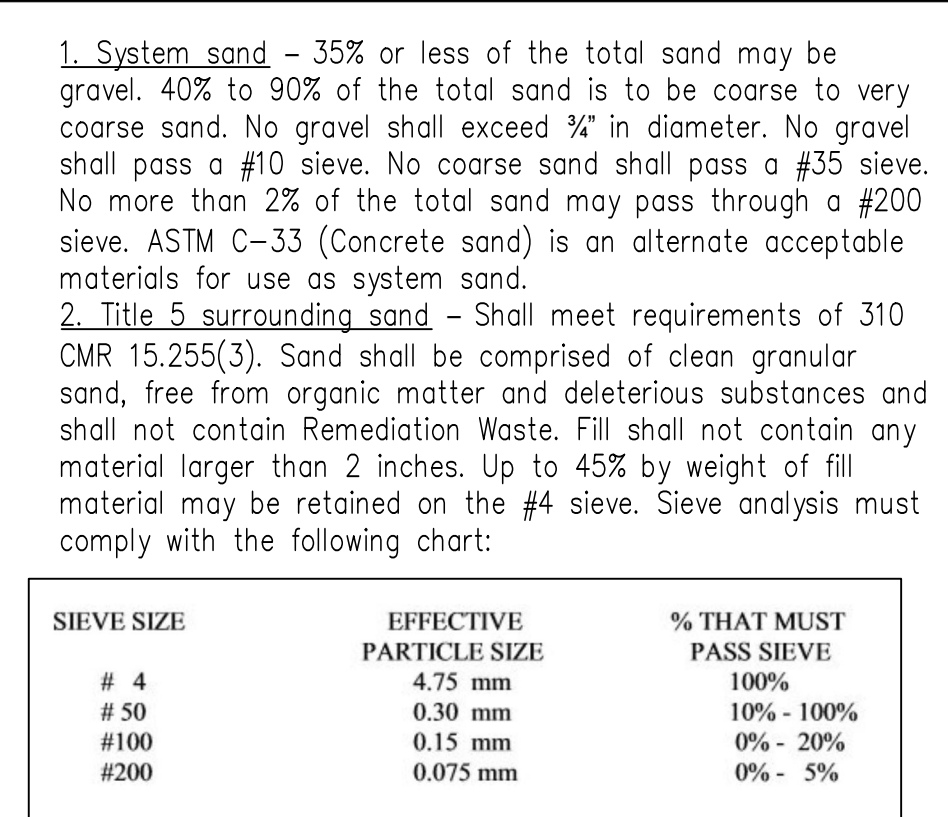 1. System sand – 35% or less of the total sand may be
gravel. 40% to 90% of the total sand is to be coarse to very
coarse sand. No gravel shall exceed ¾” in diameter. No gravel
shall pass a #10 sieve. No coarse sand shall pass a #35 sieve.
No more than 2% of the total sand may pass through a #200
sieve. ASTM C–33 (Concrete sand) is an alternate acceptable
materials for use as system sand.
2. Title 5 surrounding sand – Shall meet requirements of 310
CMR 15.255(3). Sand shall be comprised of clean granular
sand, free from organic matter and deleterious substances and
shall not contain Remediation Waste. Fill shall not contain any
material larger than 2 inches. Up to 45% by weight of fill
material may be retained on the #4 sieve. Sieve analysis must
comply with the following chart:
SIEVE SIZE EFFECTIVE % THAT MUST
PARTICLE SIZE PASS SIEVE
# 4 4.75 mm 100%
# 50 0.30 mm 10% - 100%
#100 0.15 mm 0% - 20%
#200 0.075 mm 0% - 5%